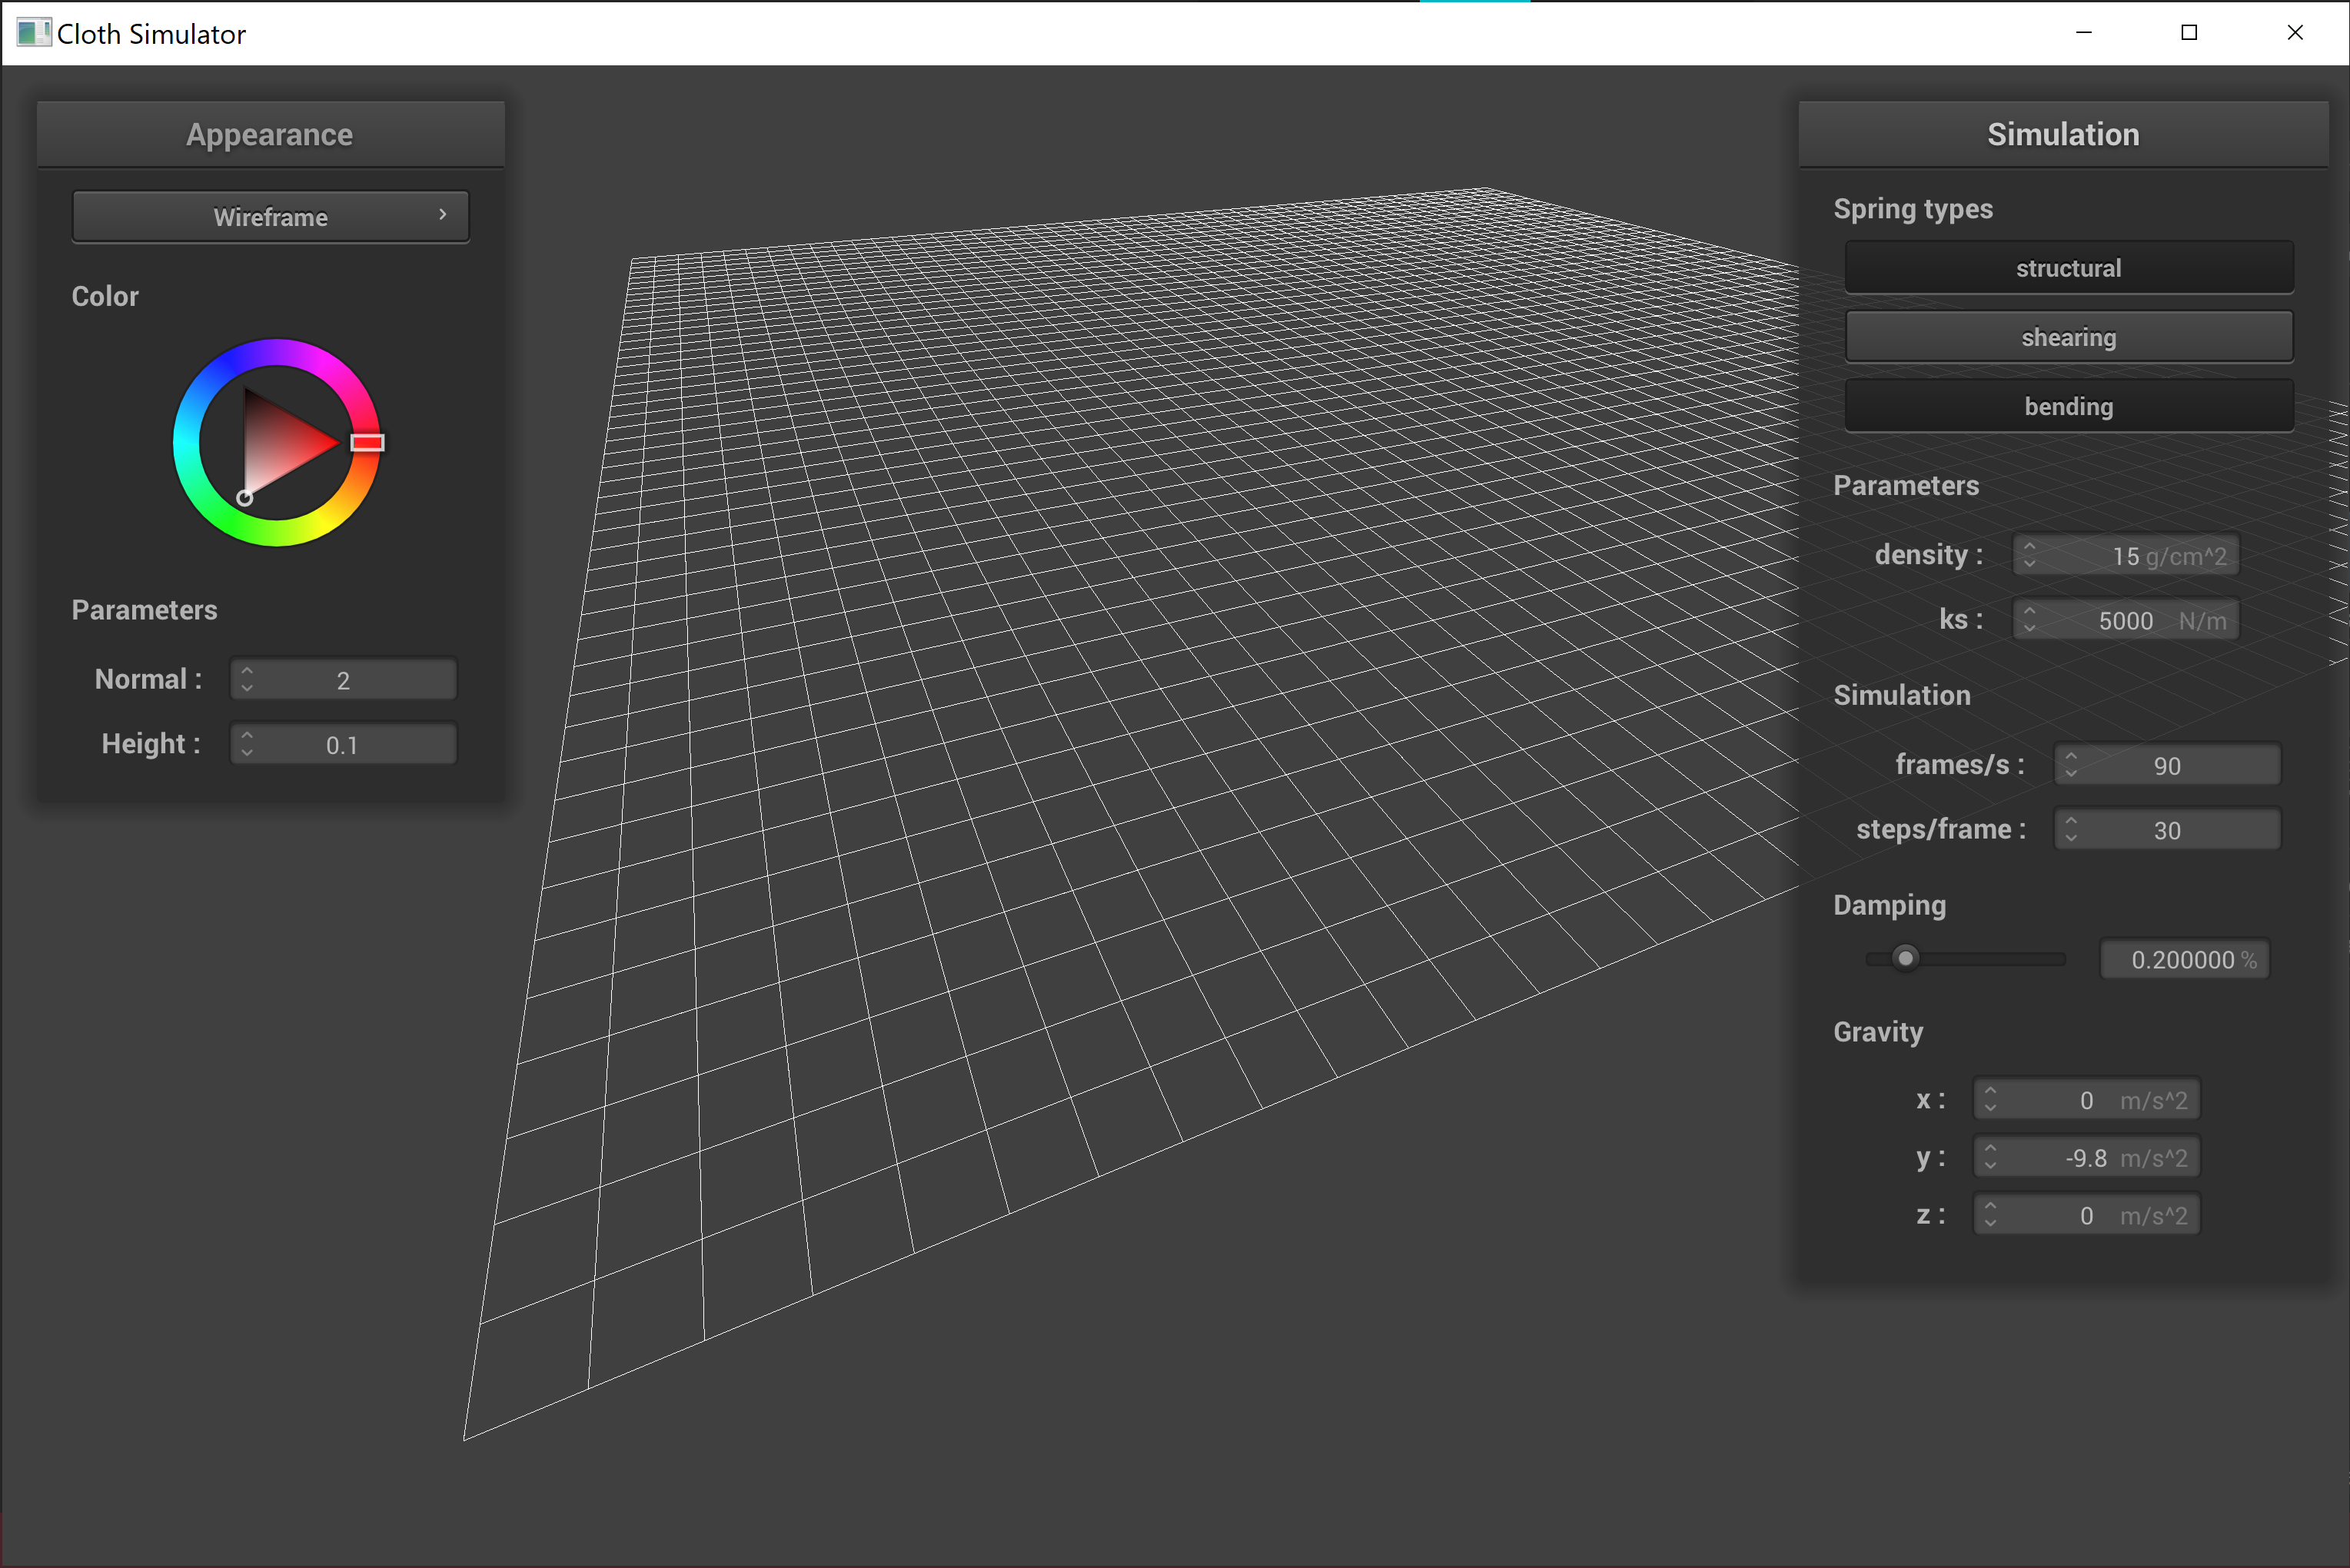 Cloth Simulator
Appearance
Wireframe
Color
Parameters
Normal : 2
Height : 0.1
Simulation
Spring types
structural
shearing
bending
Parameters
density : 15 g/cm^2
ks : 5000 N/m
Simulation
frames/s : 90
steps/frame : 30
Damping
0.200000 %
Gravity
x : 0 m/s^2
y : -9.8 m/s^2
z : 0 m/s^2